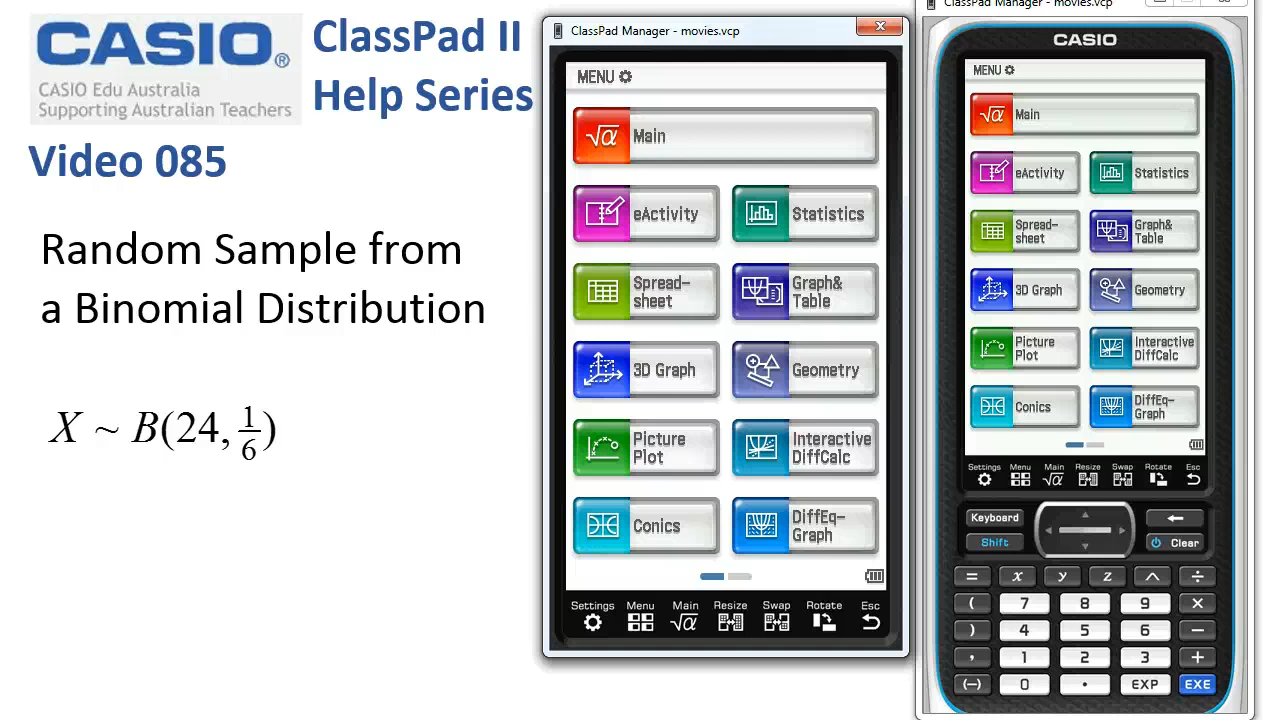 CASIO®
CASIO Edu Australia
Supporting Australian Teachers
ClassPad II
Help Series
Video 085
Random Sample from
a Binomial Distribution
X ~ B(24, 1/6)
ClassPad Manager - movies.vcp
MENU
Main
eActivity
Statistics
Spread-
sheet
Graph&
Table
3D Graph
Geometry
Picture
Plot
Interactive
DiffCalc
Conics
DiffEq-
Graph
Settings Menu Main Resize Swap Rotate Esc
ClassPad Manager - movies.vcp
CASIO
MENU
Main
eActivity
Statistics
Spread-
sheet
Graph&
Table
3D Graph
Geometry
Picture
Plot
Interactive
DiffCalc
Conics
DiffEq-
Graph
Settings Menu Main Resize Swap Rotate Esc
Keyboard
Shift
Clear
= x y z ^ ÷
( 7 8 9 ×
) 4 5 6 −
, 1 2 3 +
(−) 0 · EXP EXE